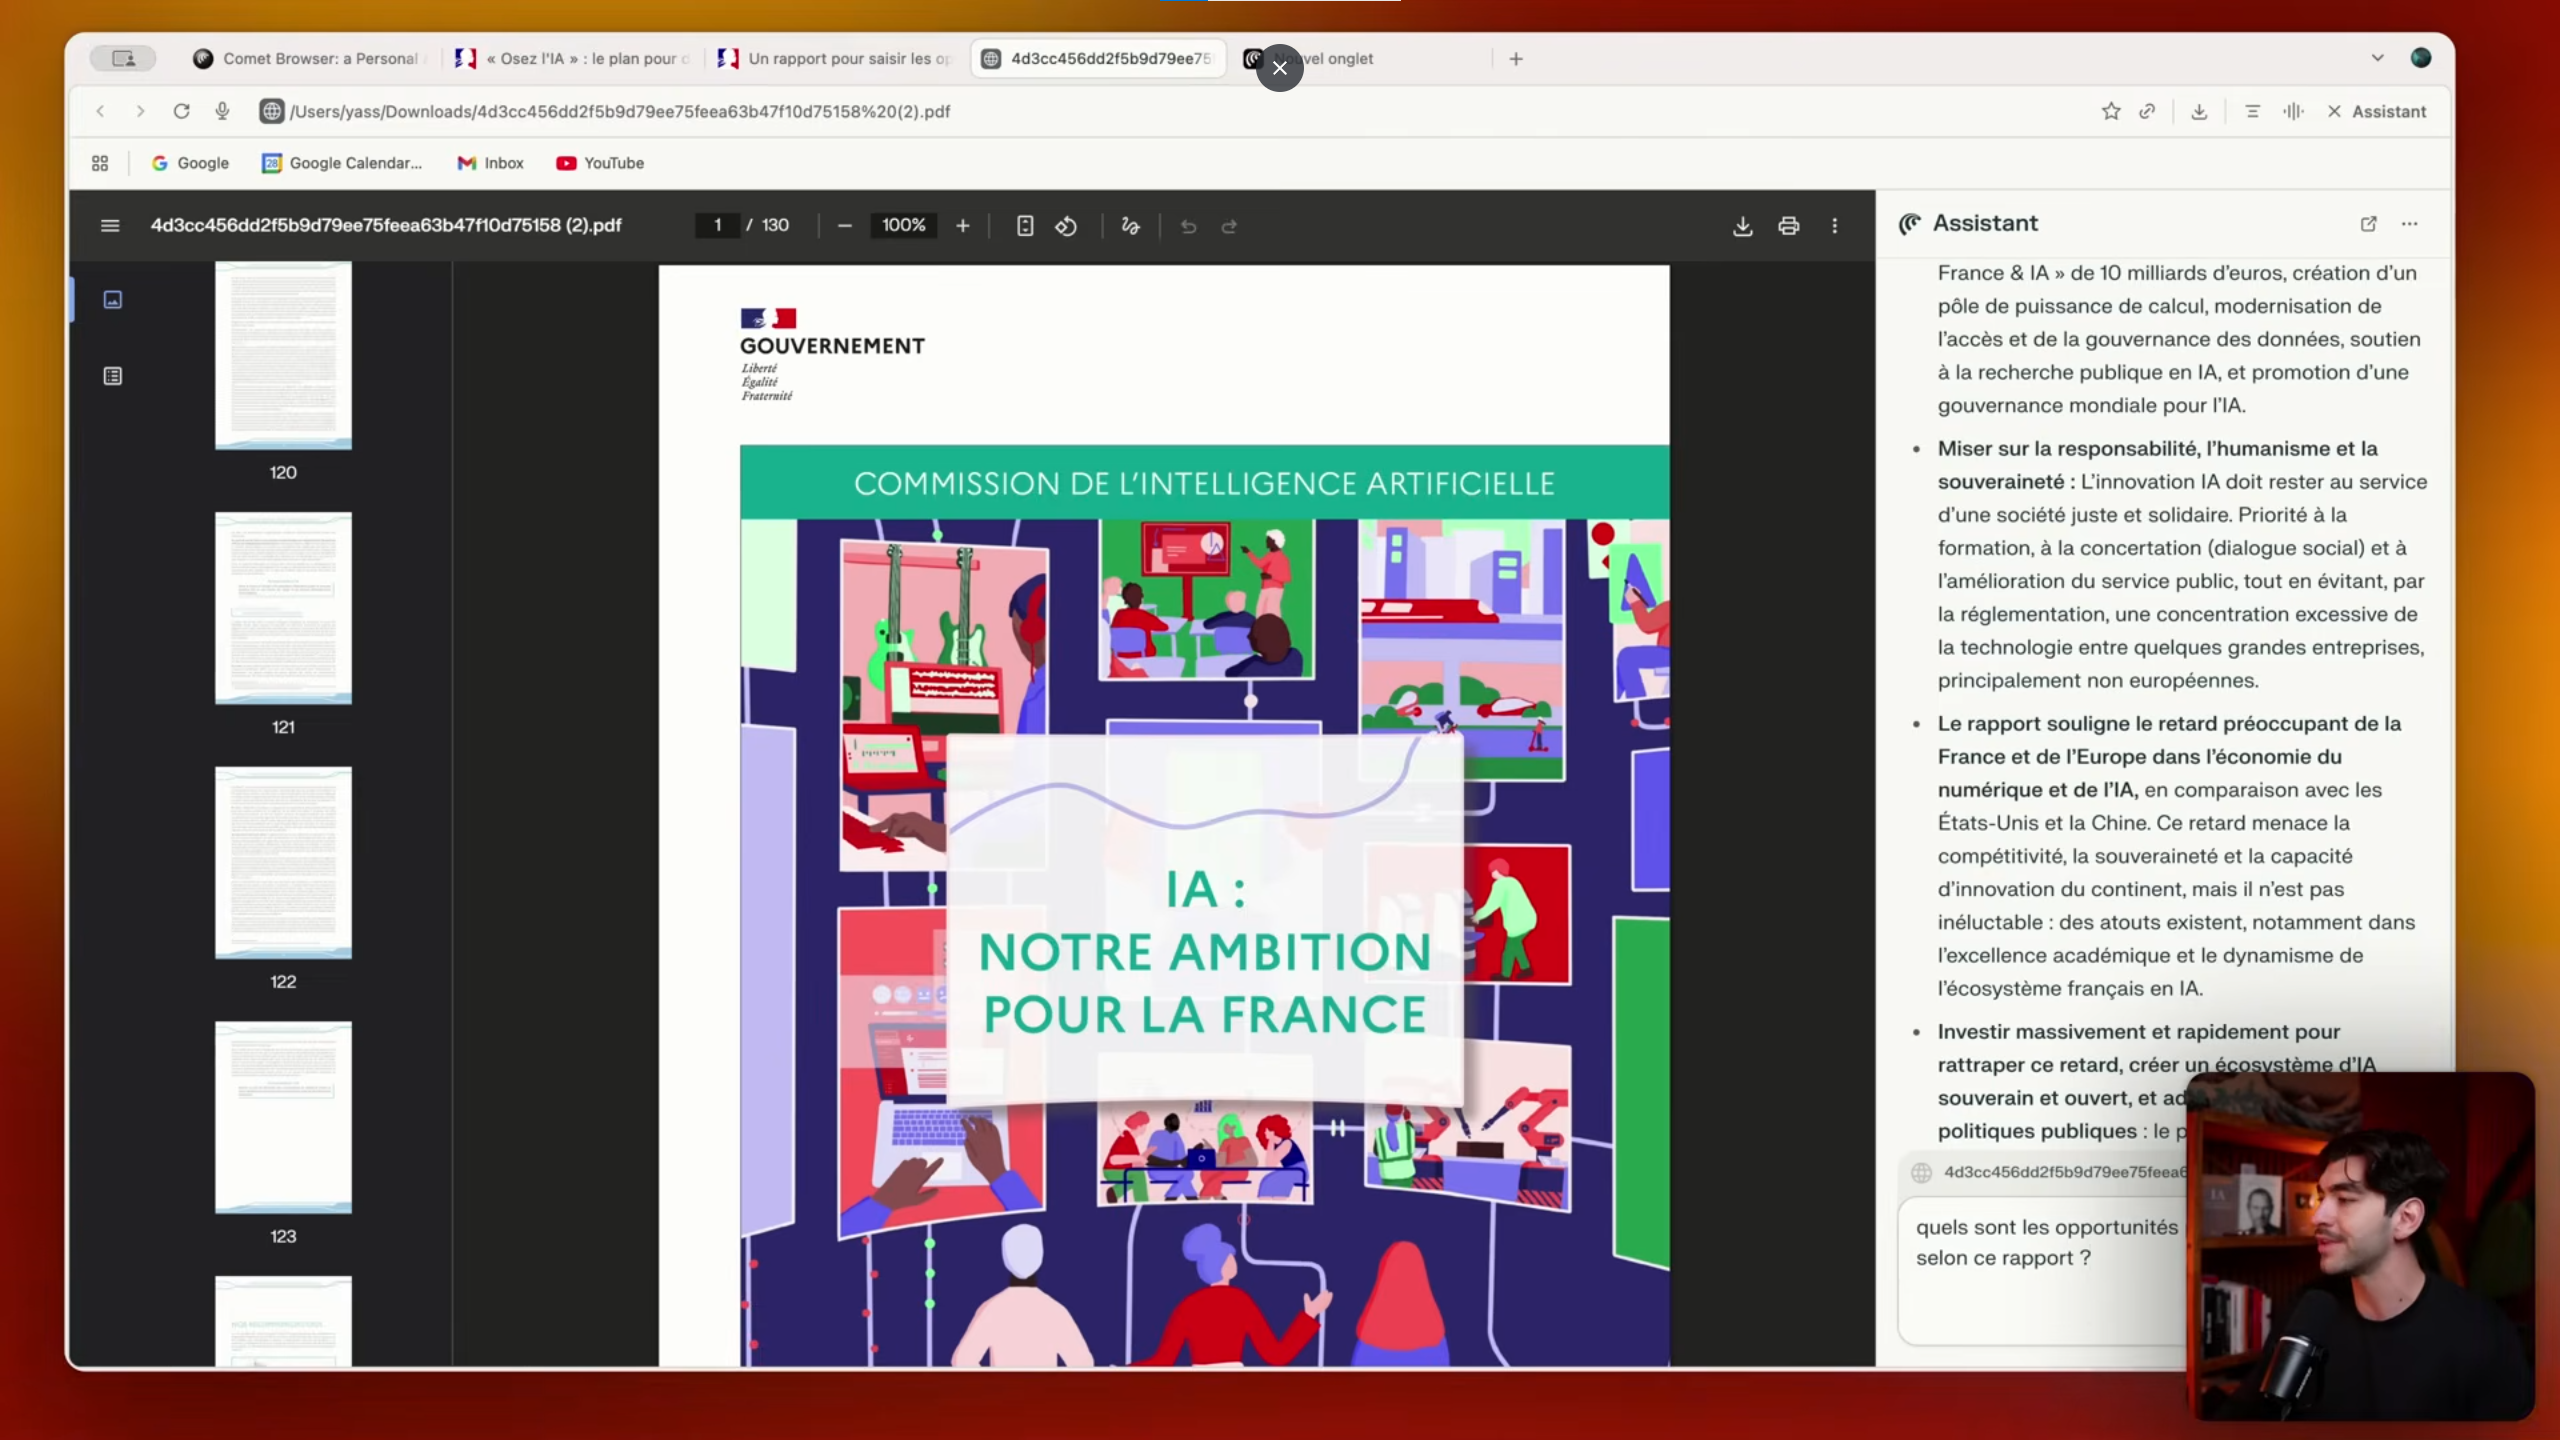 Comet Browser: a Personal
« Osez l'IA » : le plan pour
Un rapport pour saisir les op
4d3cc456dd2f5b9d79ee75
onglet
/Users/yass/Downloads/4d3cc456dd2f5b9d79ee75feea63b47f10d75158%20(2).pdf
Assistant
Google
28
Google Calendar...
Inbox
YouTube
4d3cc456dd2f5b9d79ee75feea63b47f10d75158 (2).pdf
1 / 130
100%
120
121
122
123
GOUVERNEMENT
Liberté
Égalité
Fraternité
COMMISSION DE L'INTELLIGENCE ARTIFICIELLE
IA :
NOTRE AMBITION
POUR LA FRANCE
Assistant
France & IA » de 10 milliards d'euros, création d'un
pôle de puissance de calcul, modernisation de
l'accès et de la gouvernance des données, soutien
à la recherche publique en IA, et promotion d'une
gouvernance mondiale pour l'IA.
• Miser sur la responsabilité, l'humanisme et la
souveraineté : L'innovation IA doit rester au service
d'une société juste et solidaire. Priorité à la
formation, à la concertation (dialogue social) et à
l'amélioration du service public, tout en évitant, par
la réglementation, une concentration excessive de
la technologie entre quelques grandes entreprises,
principalement non européennes.
• Le rapport souligne le retard préoccupant de la
France et de l'Europe dans l'économie du
numérique et de l'IA, en comparaison avec les
États-Unis et la Chine. Ce retard menace la
compétitivité, la souveraineté et la capacité
d'innovation du continent, mais il n'est pas
inéluctable : des atouts existent, notamment dans
l'excellence académique et le dynamisme de
l'écosystème français en IA.
• Investir massivement et rapidement pour
rattraper ce retard, créer un écosystème d'IA
souverain et ouvert, et ad
politiques publiques : le p
4d3cc456dd2f5b9d79ee75feea6
quels sont les opportunités
selon ce rapport ?